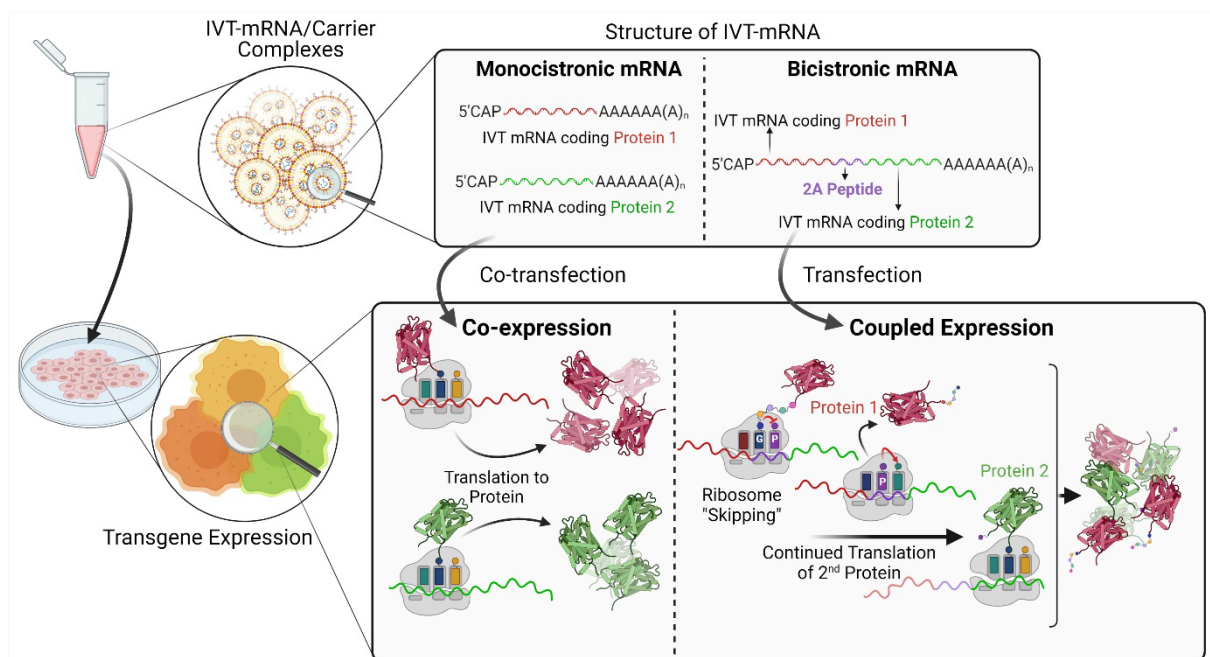 IVT-mRNA/Carrier
Complexes
Structure of IVT-mRNA
Monocistronic mRNA
5'CAP AAAAAA(A)n
IVT mRNA coding Protein 1
5'CAP AAAAAA(A)n
IVT mRNA coding Protein 2
Bicistronic mRNA
IVT mRNA coding Protein 1
5'CAP AAAAAA(A)n
2A Peptide
IVT mRNA coding Protein 2
Co-transfection
Transfection
Transgene Expression
Co-expression
Translation to
Protein
Coupled Expression
Protein 1
G P
P
Ribosome
"Skipping"
Protein 2
Continued Translation
of 2nd Protein